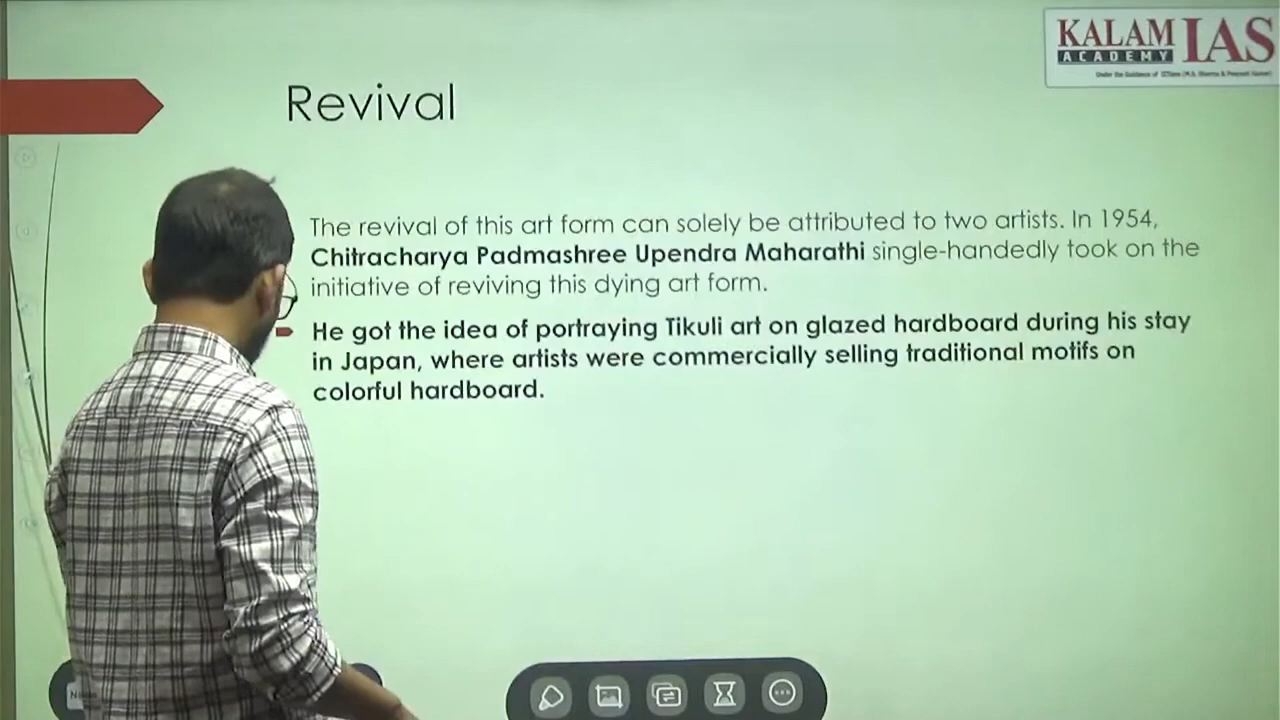 KALAM IAS
ACADEMY
Revival
The revival of this art form can solely be attributed to two artists. In 1954,
Chitracharya Padmashree Upendra Maharathi single-handedly took on the
initiative of reviving this dying art form.
He got the idea of portraying Tikuli art on glazed hardboard during his stay
in Japan, where artists were commercially selling traditional motifs on
colorful hardboard.